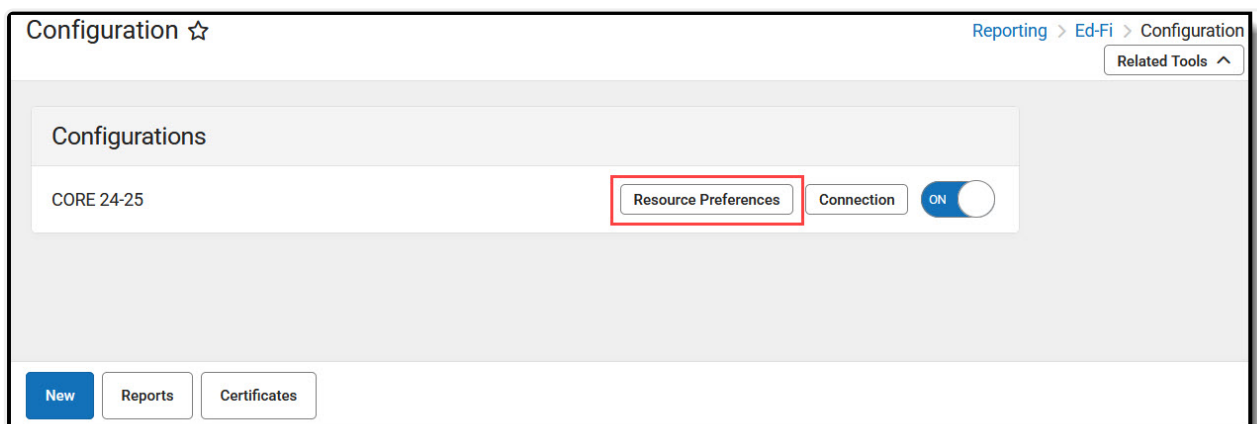 Configuration
Reporting > Ed-Fi > Configuration
Related Tools
Configurations
CORE 24-25
Resource Preferences
Connection
ON
New
Reports
Certificates